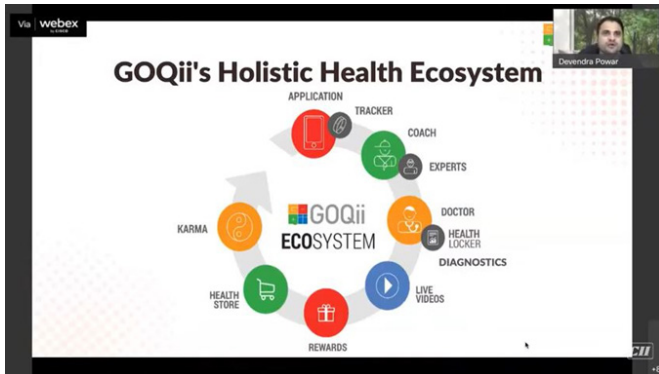 Via webex
by CISCO
Devendra Powar
GOQii's Holistic Health Ecosystem
APPLICATION
TRACKER
COACH
EXPERTS
DOCTOR
HEALTH
LOCKER
DIAGNOSTICS
LIVE
VIDEOS
REWARDS
HEALTH
STORE
KARMA
GOQii
ECOSYSTEM
CII